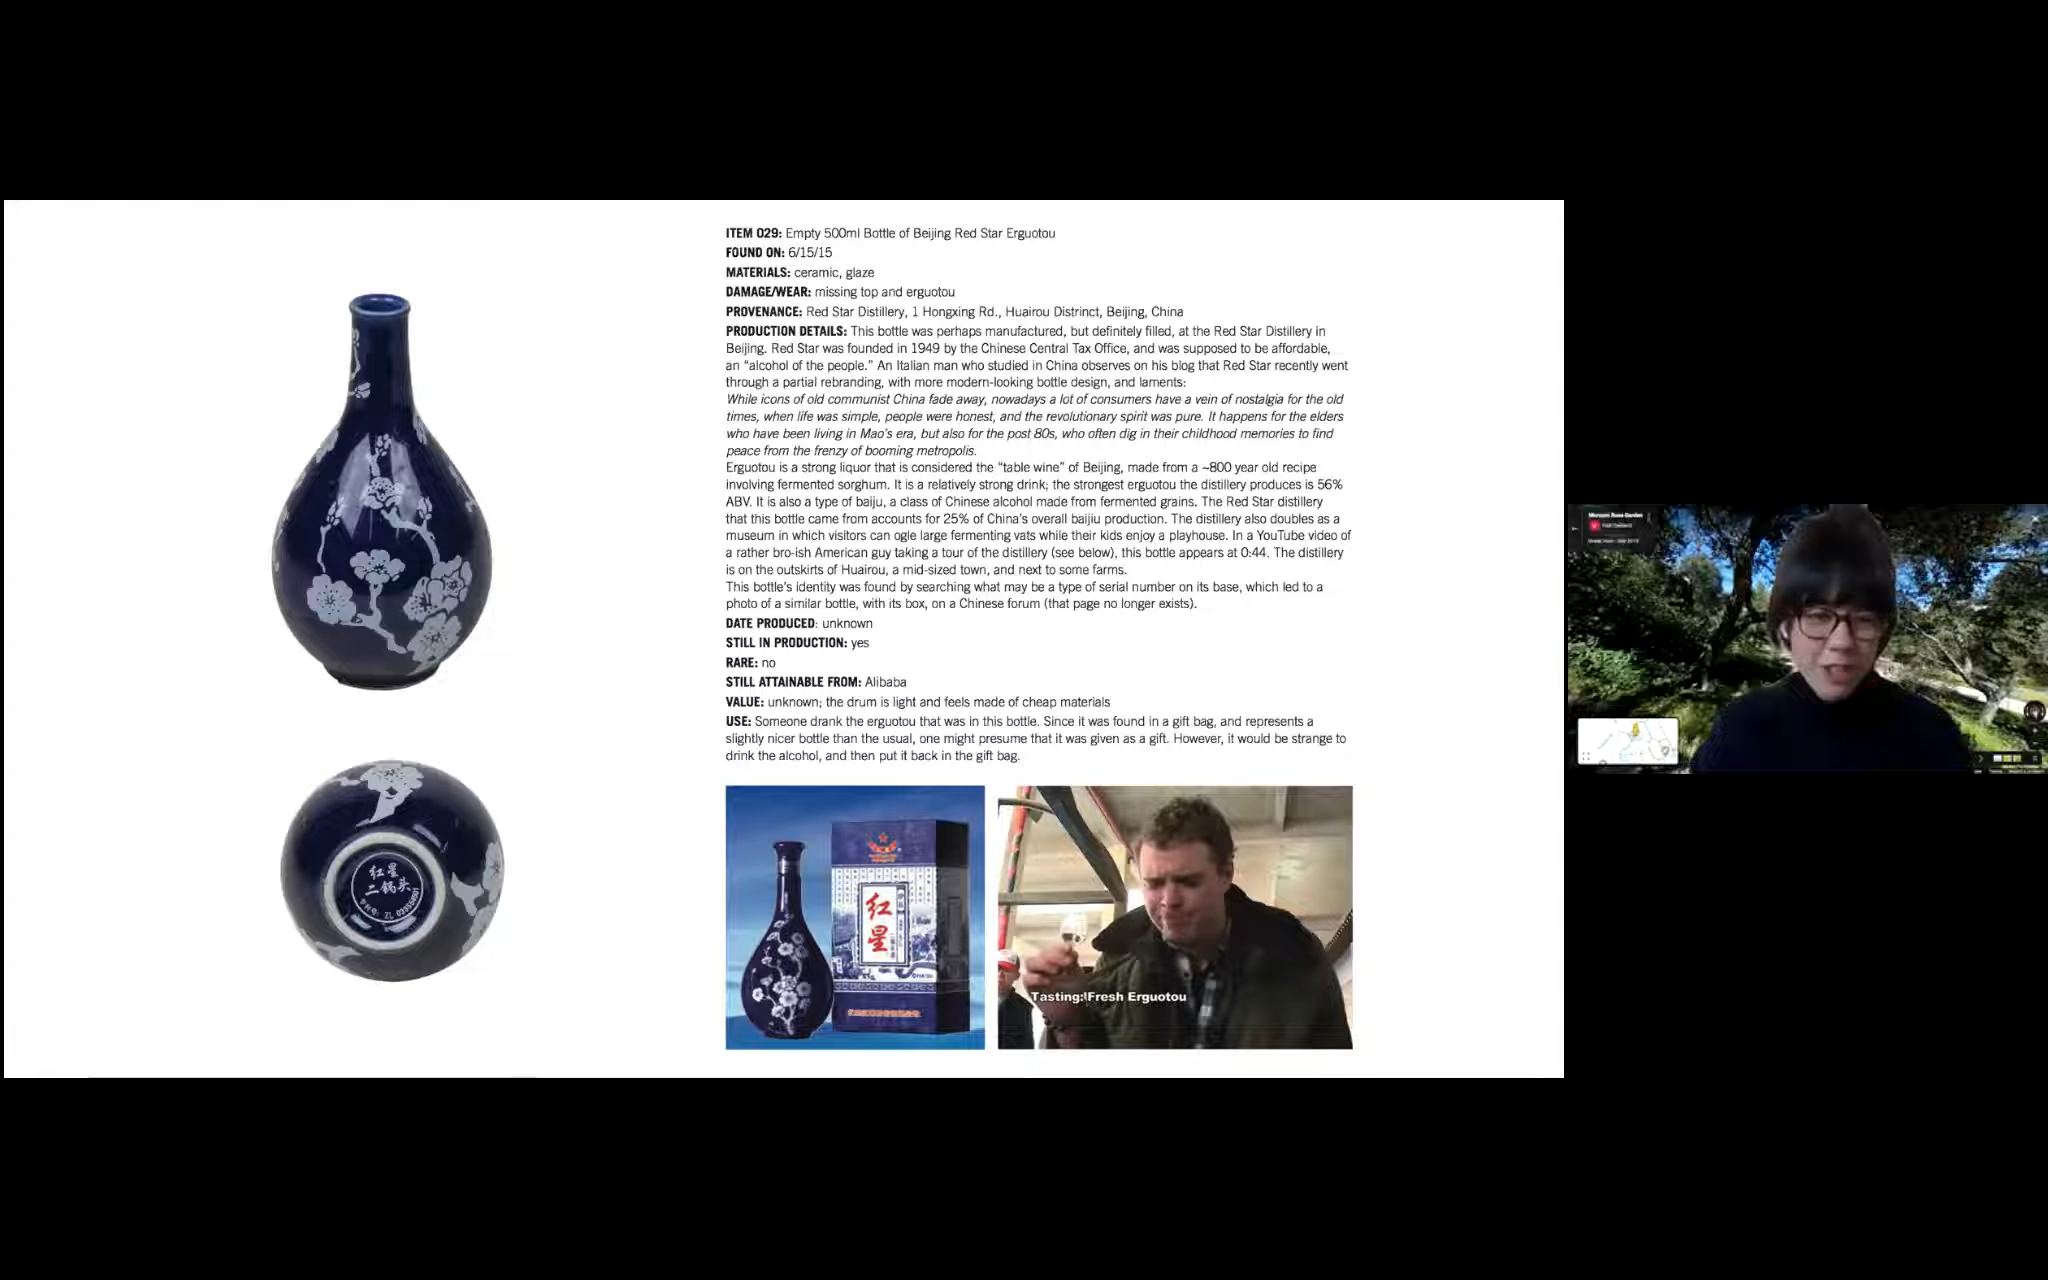 ITEM 029: Empty 500ml Bottle of Beijing Red Star Erguotou
FOUND ON: 6/15/15
MATERIALS: ceramic, glaze
DAMAGE/WEAR: missing top and erguotou
PROVENANCE: Red Star Distillery, 1 Hongxing Rd., Huairou Distrinct, Beijing, China
PRODUCTION DETAILS: This bottle was perhaps manufactured, but definitely filled, at the Red Star Distillery in
Beijing. Red Star was founded in 1949 by the Chinese Central Tax Office, and was supposed to be affordable,
an “alcohol of the people.” An Italian man who studied in China observes on his blog that Red Star recently went
through a partial rebranding, with more modern-looking bottle design, and laments:
While icons of old communist China fade away, nowadays a lot of consumers have a vein of nostalgia for the old
times, when life was simple, people were honest, and the revolutionary spirit was pure. It happens for the elders
who have been living in Mao's era, but also for the post 80s, who often dig in their childhood memories to find
peace from the frenzy of booming metropolis.
Erguotou is a strong liquor that is considered the “table wine” of Beijing, made from a ~800 year old recipe
involving fermented sorghum. It is a relatively strong drink; the strongest erguotou the distillery produces is 56%
ABV. It is also a type of baiju, a class of Chinese alcohol made from fermented grains. The Red Star distillery
that this bottle came from accounts for 25% of China's overall baijiu production. The distillery also doubles as a
museum in which visitors can ogle large fermenting vats while their kids enjoy a playhouse. In a YouTube video of
a rather bro-ish American guy taking a tour of the distillery (see below), this bottle appears at 0:44. The distillery
is on the outskirts of Huairou, a mid-sized town, and next to some farms.
This bottle's identity was found by searching what may be a type of serial number on its base, which led to a
photo of a similar bottle, with its box, on a Chinese forum (that page no longer exists).
DATE PRODUCED: unknown
STILL IN PRODUCTION: yes
RARE: no
STILL ATTAINABLE FROM: Alibaba
VALUE: unknown; the drum is light and feels made of cheap materials
USE: Someone drank the erguotou that was in this bottle. Since it was found in a gift bag, and represents a
slightly nicer bottle than the usual, one might presume that it was given as a gift. However, it would be strange to
drink the alcohol, and then put it back in the gift bag.
红星
二锅头
红星
Tasting: Fresh Erguotou